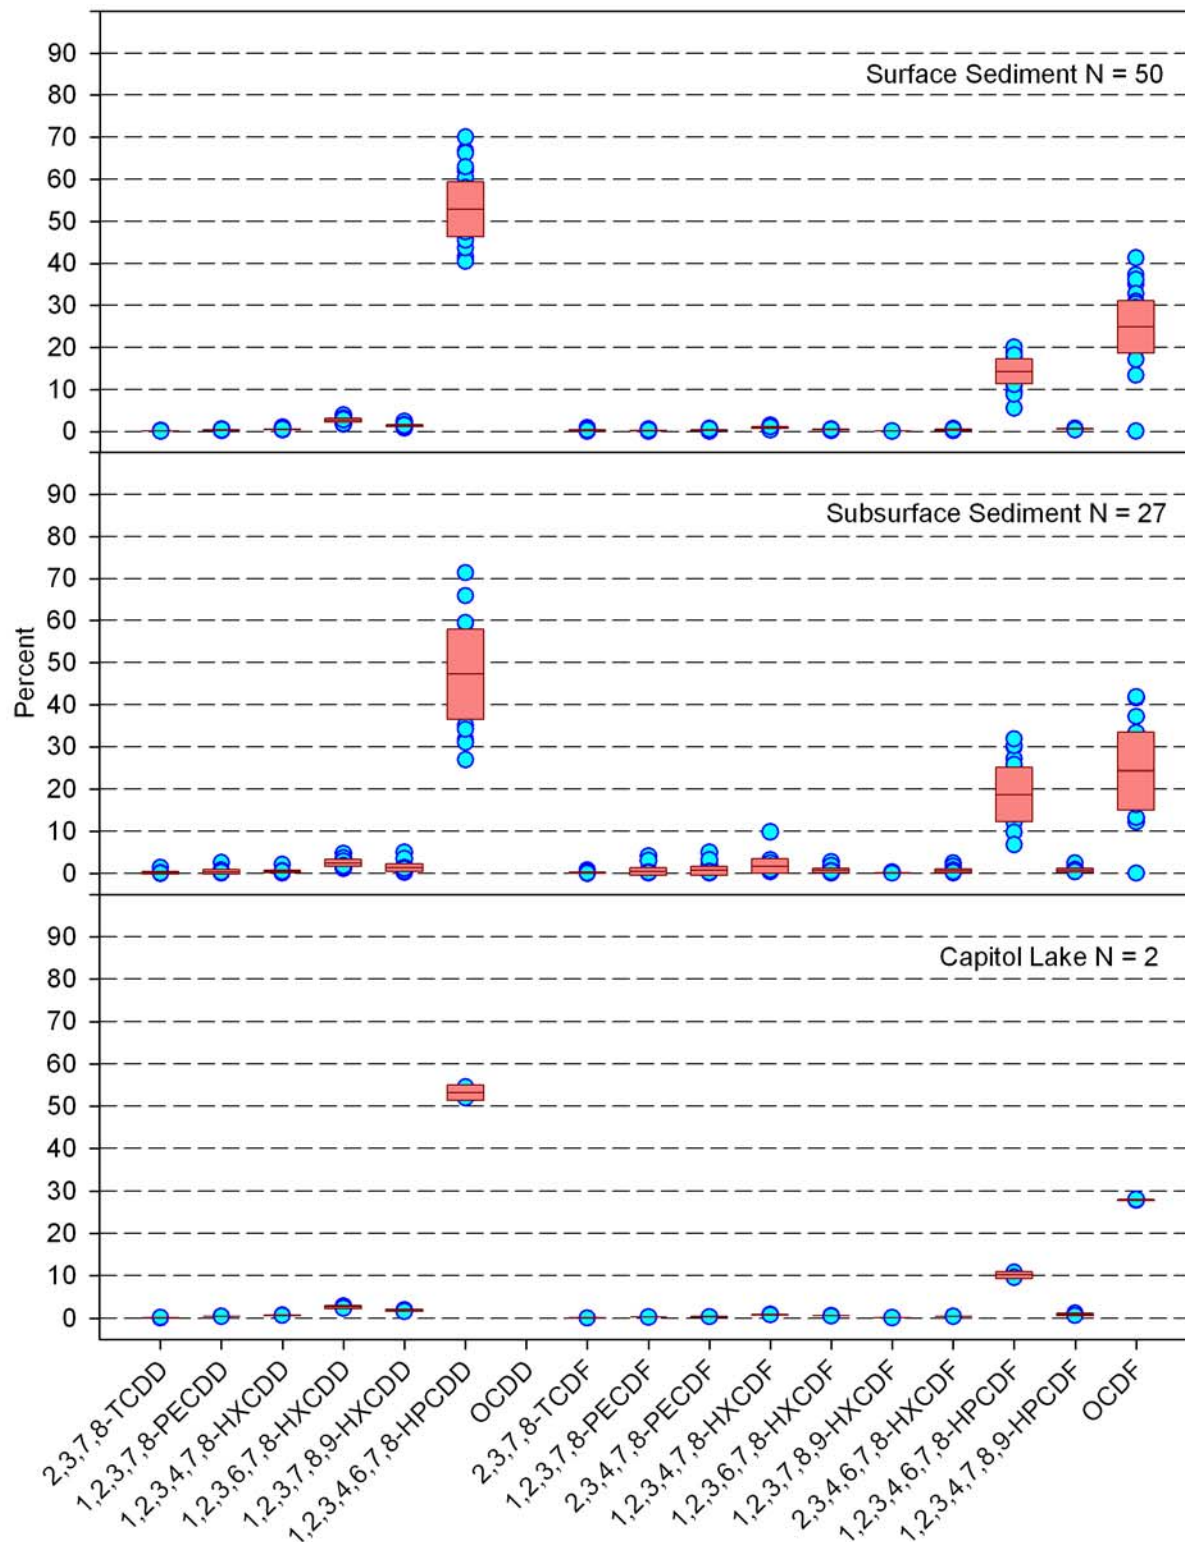 90
80
70
60
50
40
30
20
10
0
Surface Sediment N = 50
90
80
70
60
50
40
30
20
10
0
Subsurface Sediment N = 27
Percent
90
80
70
60
50
40
30
20
10
0
Capitol Lake N = 2
2,3,7,8-TCDD
1,2,3,7,8-PECDD
1,2,3,4,7,8-HXCDD
1,2,3,6,7,8-HXCDD
1,2,3,7,8,9-HXCDD
1,2,3,4,6,7,8-HPCDD
OCDD
2,3,7,8-TCDF
1,2,3,7,8-PECDF
2,3,4,7,8-PECDF
1,2,3,4,7,8-HXCDF
1,2,3,6,7,8-HXCDF
1,2,3,7,8,9-HXCDF
2,3,4,6,7,8-HXCDF
1,2,3,4,6,7,8-HPCDF
1,2,3,4,7,8,9-HPCDF
OCDF